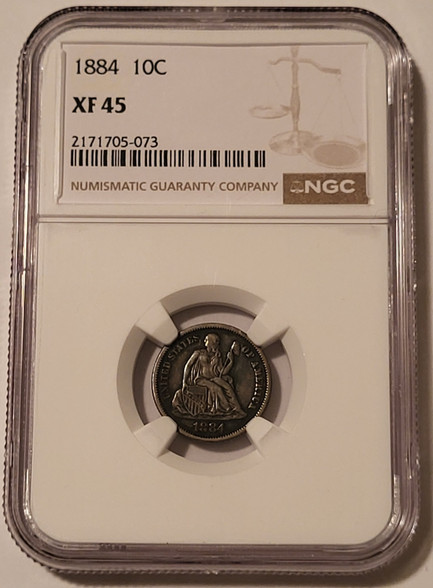 1884 10C
XF 45
2171705-073
NUMISMATIC GUARANTY COMPANY NGC
UNITED STATES OF AMERICA
1884